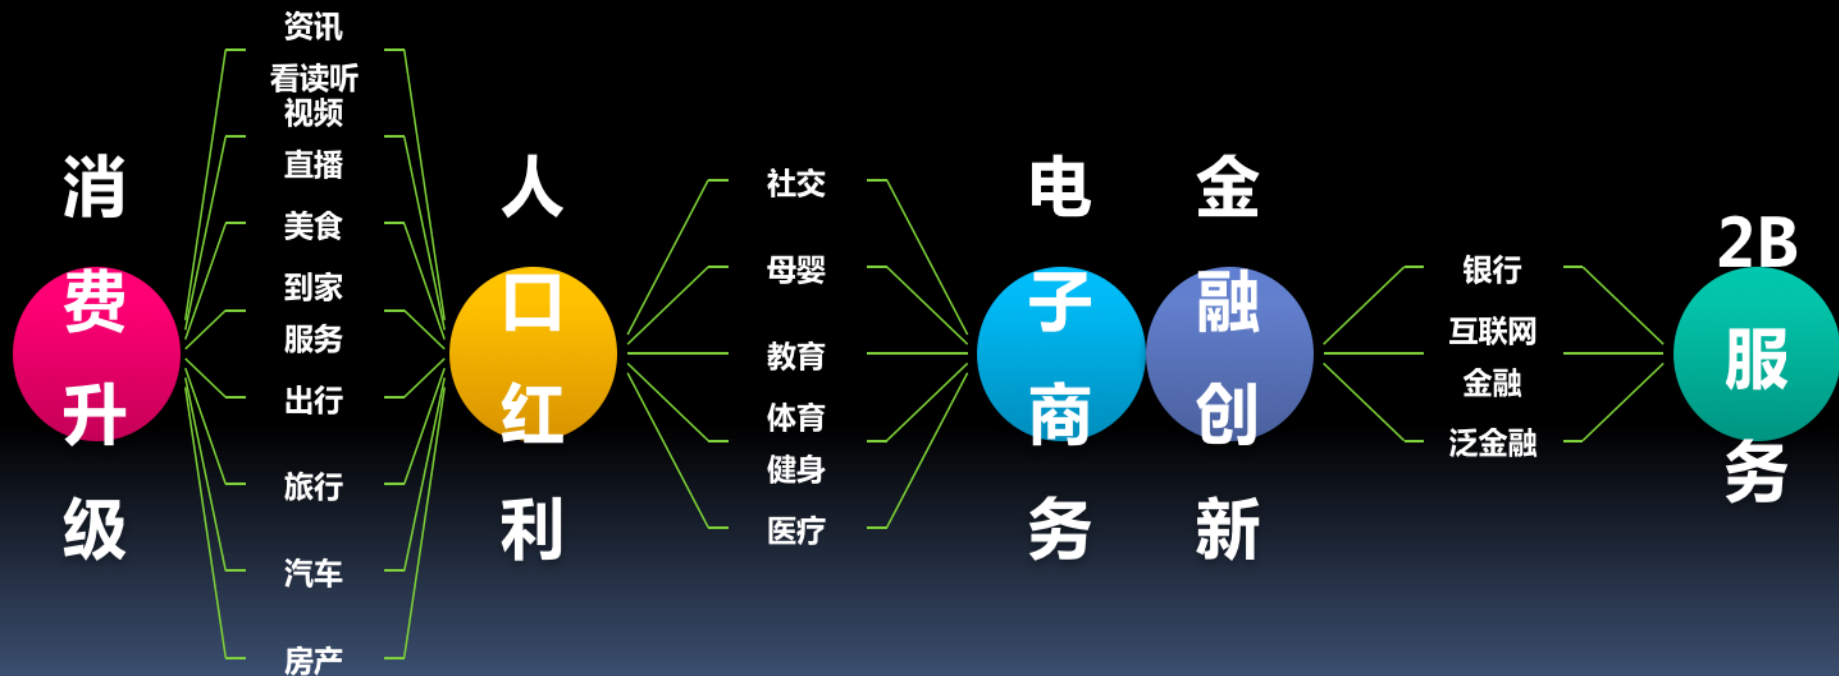 消费升级
资讯
看读听
视频
直播
美食
到家
服务
出行
旅行
汽车
房产
人口红利
社交
母婴
教育
体育
健身
医疗
电子商务
金融创新
银行
互联网
金融
泛金融
2B服务